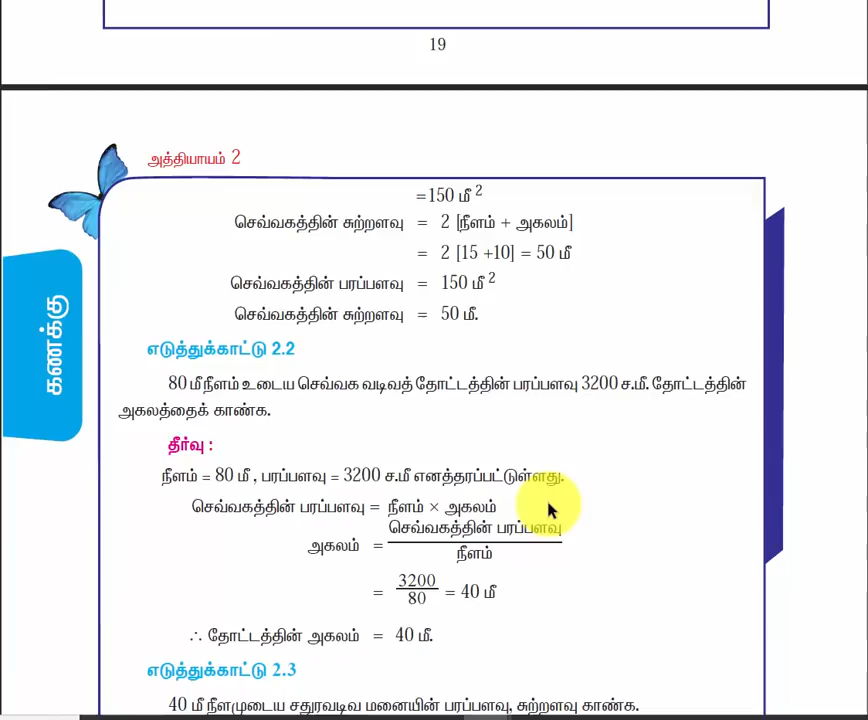 19
அத்தியாயம் 2
கணக்கு
=150 மீ 2
செவ்வகத்தின் சுற்றளவு = 2 [நீளம் + அகலம்]
= 2 [15 +10] = 50 மீ
செவ்வகத்தின் பரப்பளவு = 150 மீ 2
செவ்வகத்தின் சுற்றளவு = 50 மீ.
எடுத்துக்காட்டு 2.2
80 மீ நீளம் உடைய செவ்வக வடிவத் தோட்டத்தின் பரப்பளவு 3200 ச.மீ. தோட்டத்தின்
அகலத்தைக் காண்க.
தீர்வு :
நீளம் = 80 மீ , பரப்பளவு = 3200 ச.மீ எனத்தரப்பட்டுள்ளது.
செவ்வகத்தின் பரப்பளவு = நீளம் × அகலம்
செவ்வகத்தின் பரப்பளவு
அகலம் =
நீளம்
3200
= = 40 மீ
80
∴ தோட்டத்தின் அகலம் = 40 மீ.
எடுத்துக்காட்டு 2.3
40 மீ நீளமுடைய சதுரவடிவ மனையின் பரப்பளவு, சுற்றளவு காண்க.